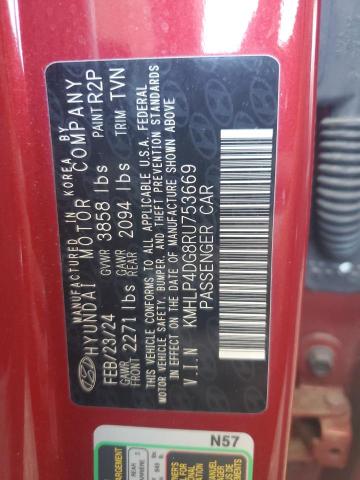 MANUFACTURED IN KOREA BY
HYUNDAI MOTOR COMPANY
FEB/23/24 GVWR 3858 lbs PAINT R2P
GAWR FRONT 2271 lbs GAWR REAR 2094 lbs TRIM TVN
THIS VEHICLE CONFORMS TO ALL APPLICABLE U.S.A. FEDERAL
MOTOR VEHICLE SAFETY, BUMPER, AND THEFT PREVENTION STANDARDS
IN EFFECT ON THE DATE OF MANUFACTURE SHOWN ABOVE
V.I.N KMHLP4DG8RU753669
PASSENGER CAR
N57
REAR